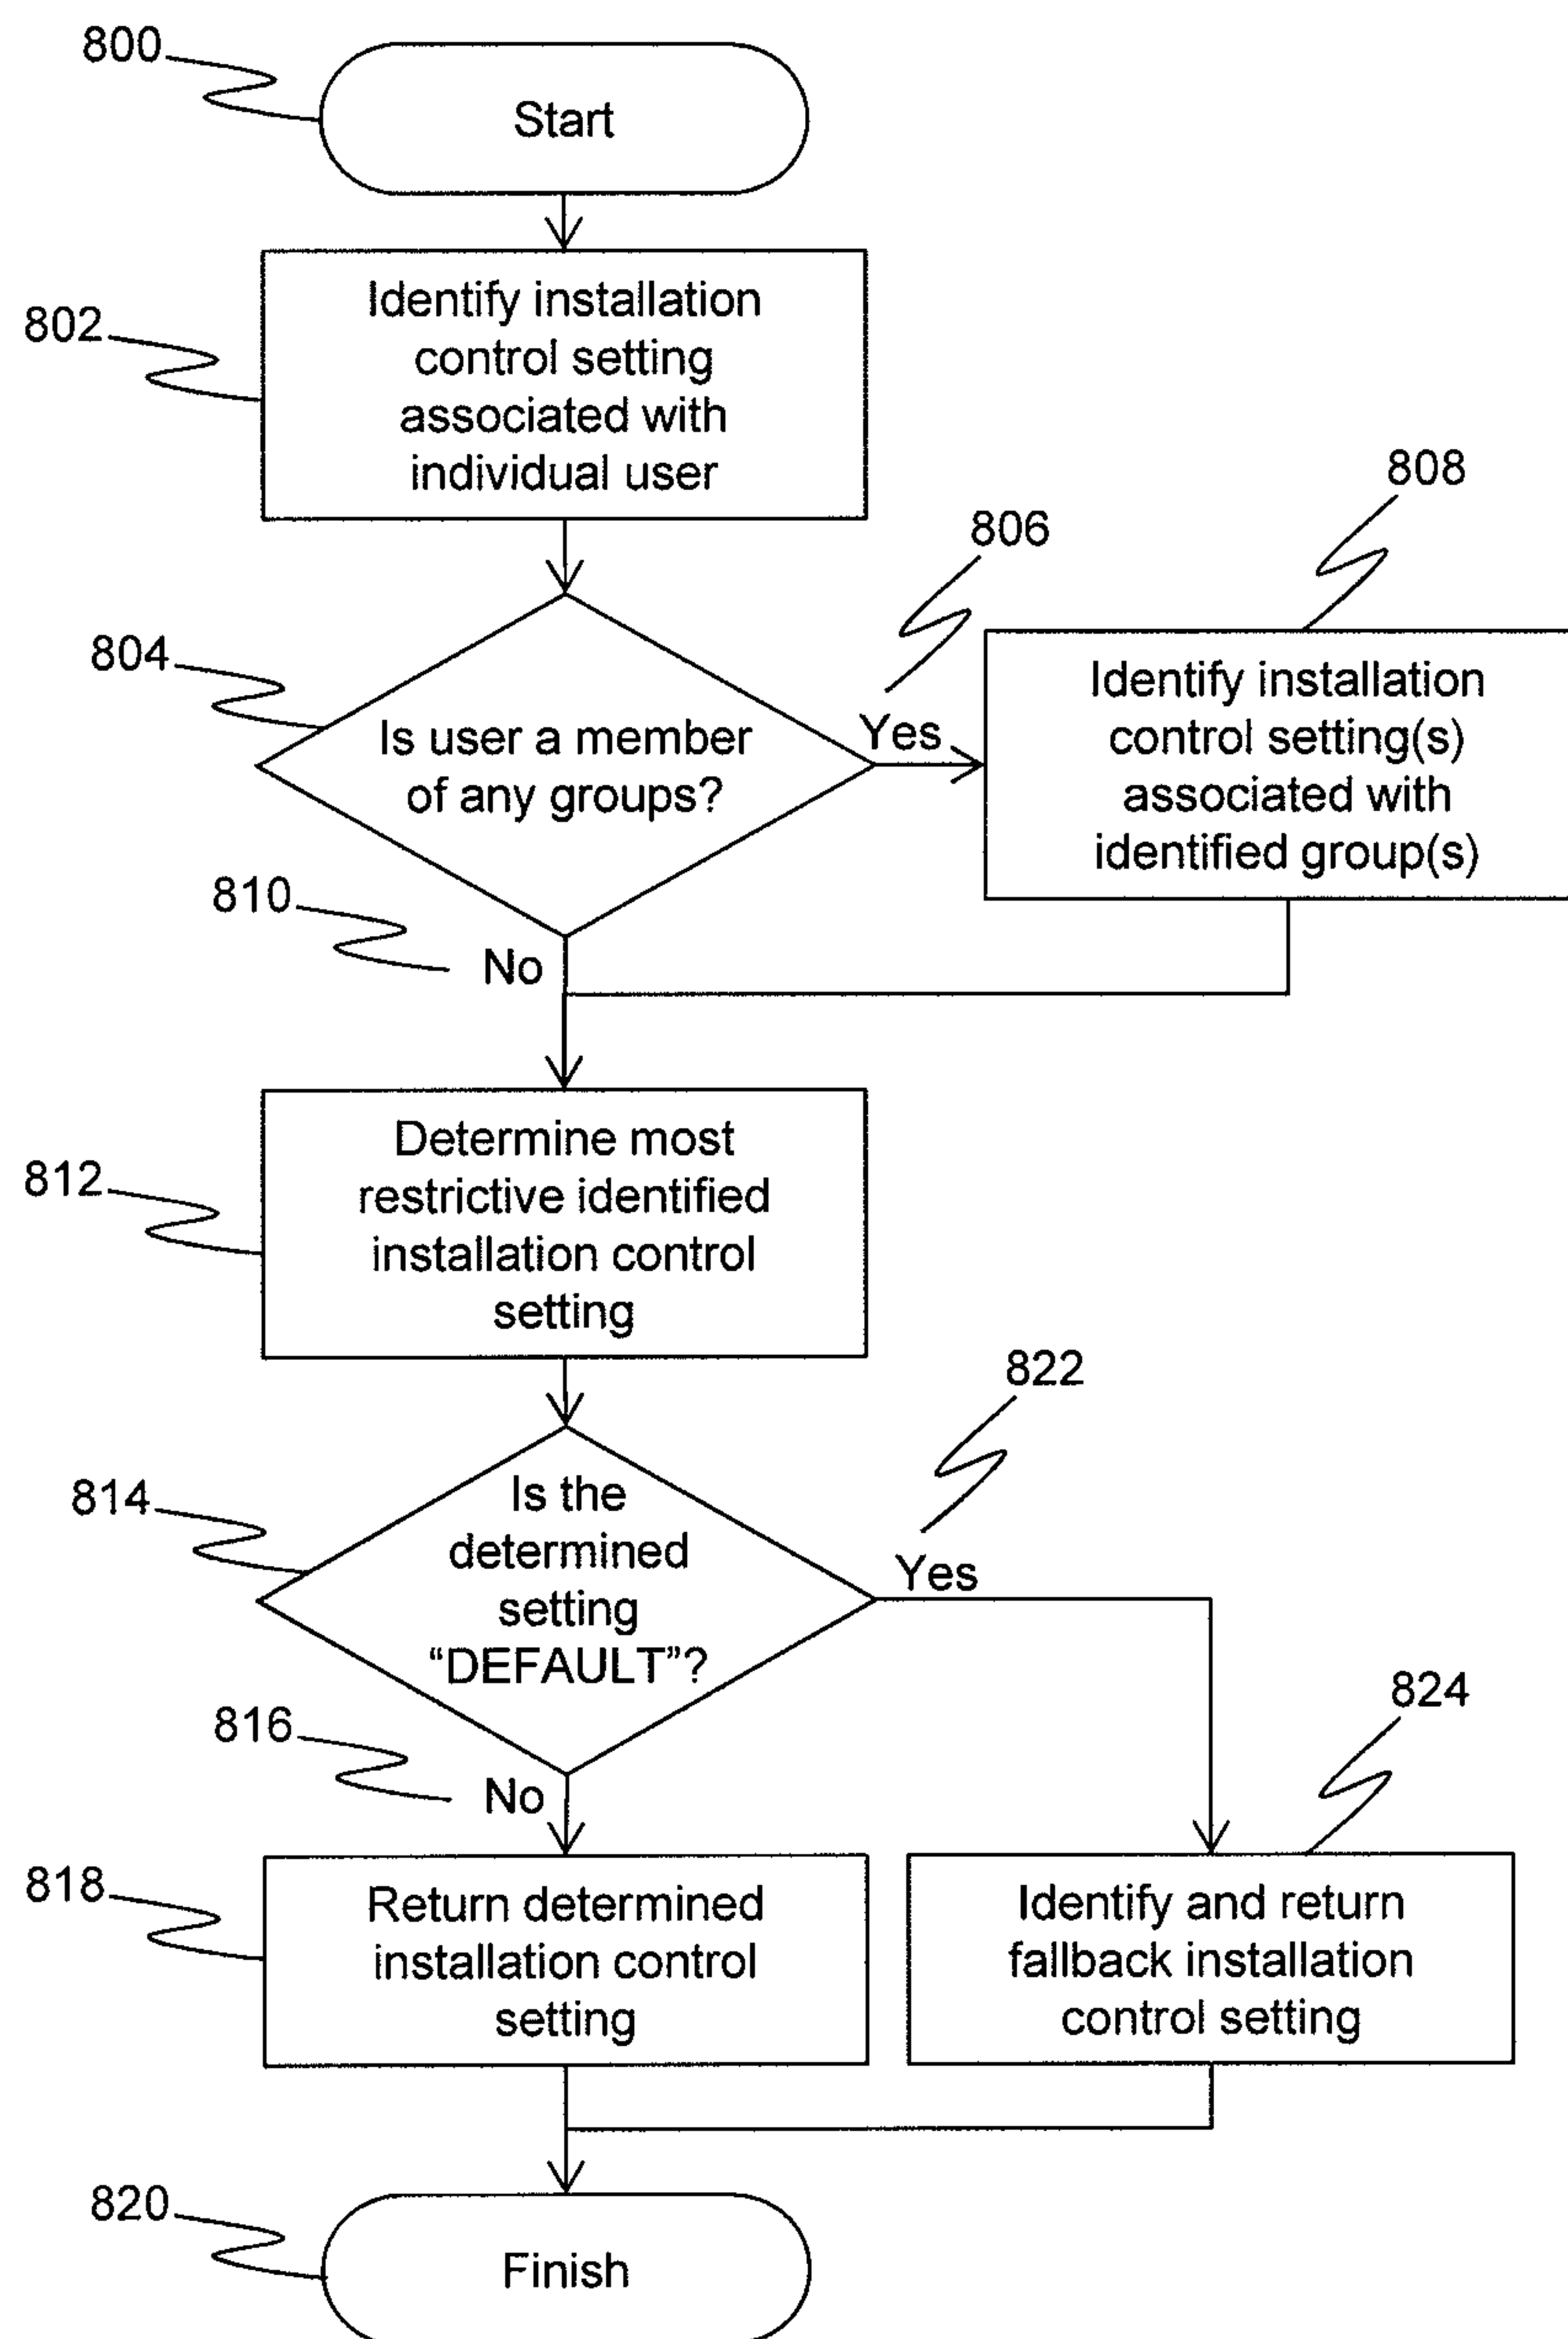 800
Start
802
Identify installation
control setting
associated with
individual user
804
Is user a member
of any groups?
806
Yes
808
Identify installation
control setting(s)
associated with
identified group(s)
810
No
812
Determine most
restrictive identified
installation control
setting
814
Is the
determined
setting
“DEFAULT”?
822
Yes
816
No
824
818
Return determined
installation control
setting
Identify and return
fallback installation
control setting
820
Finish